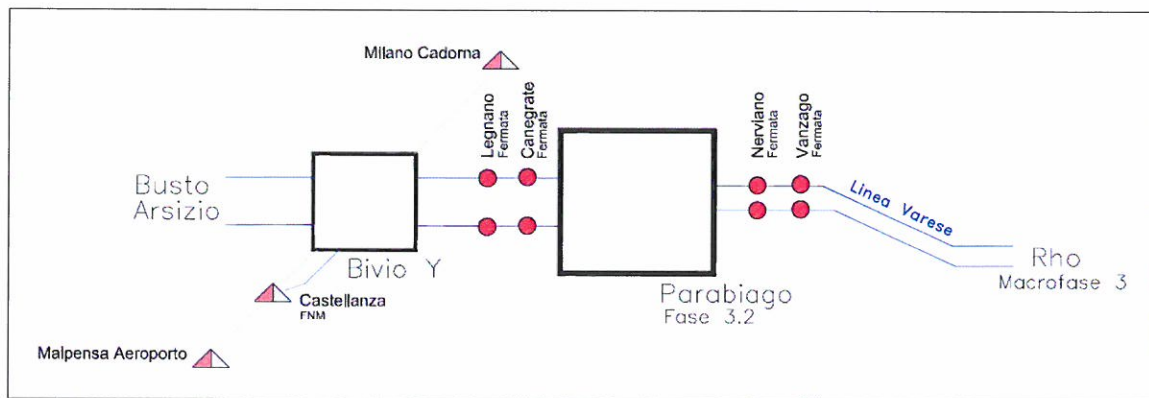 Milano Cadorna
Legnano
Fermata
Canegrate
Fermata
Nerviano
Fermata
Vanzago
Fermata
Busto
Arsizio
Bivio Y
Linea Varese
Rho
Macrofase 3
Parabiago
Fase 3.2
Castellanza
FNM
Malpensa Aeroporto